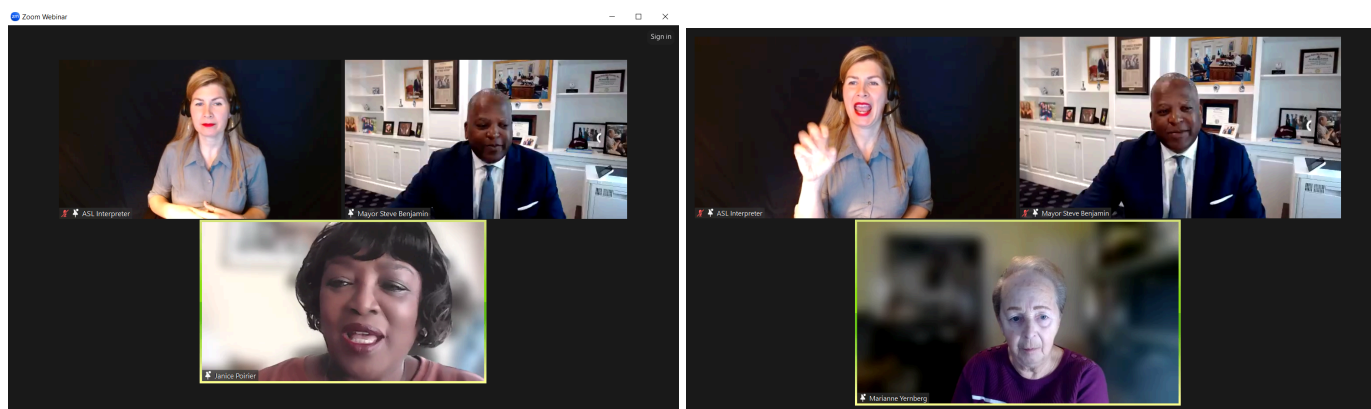 Zoom Webinar
Sign in
ASL Interpreter
Mayor Steve Benjamin
Janice Poirier
ASL Interpreter
Mayor Steve Benjamin
Marianne Yernberg